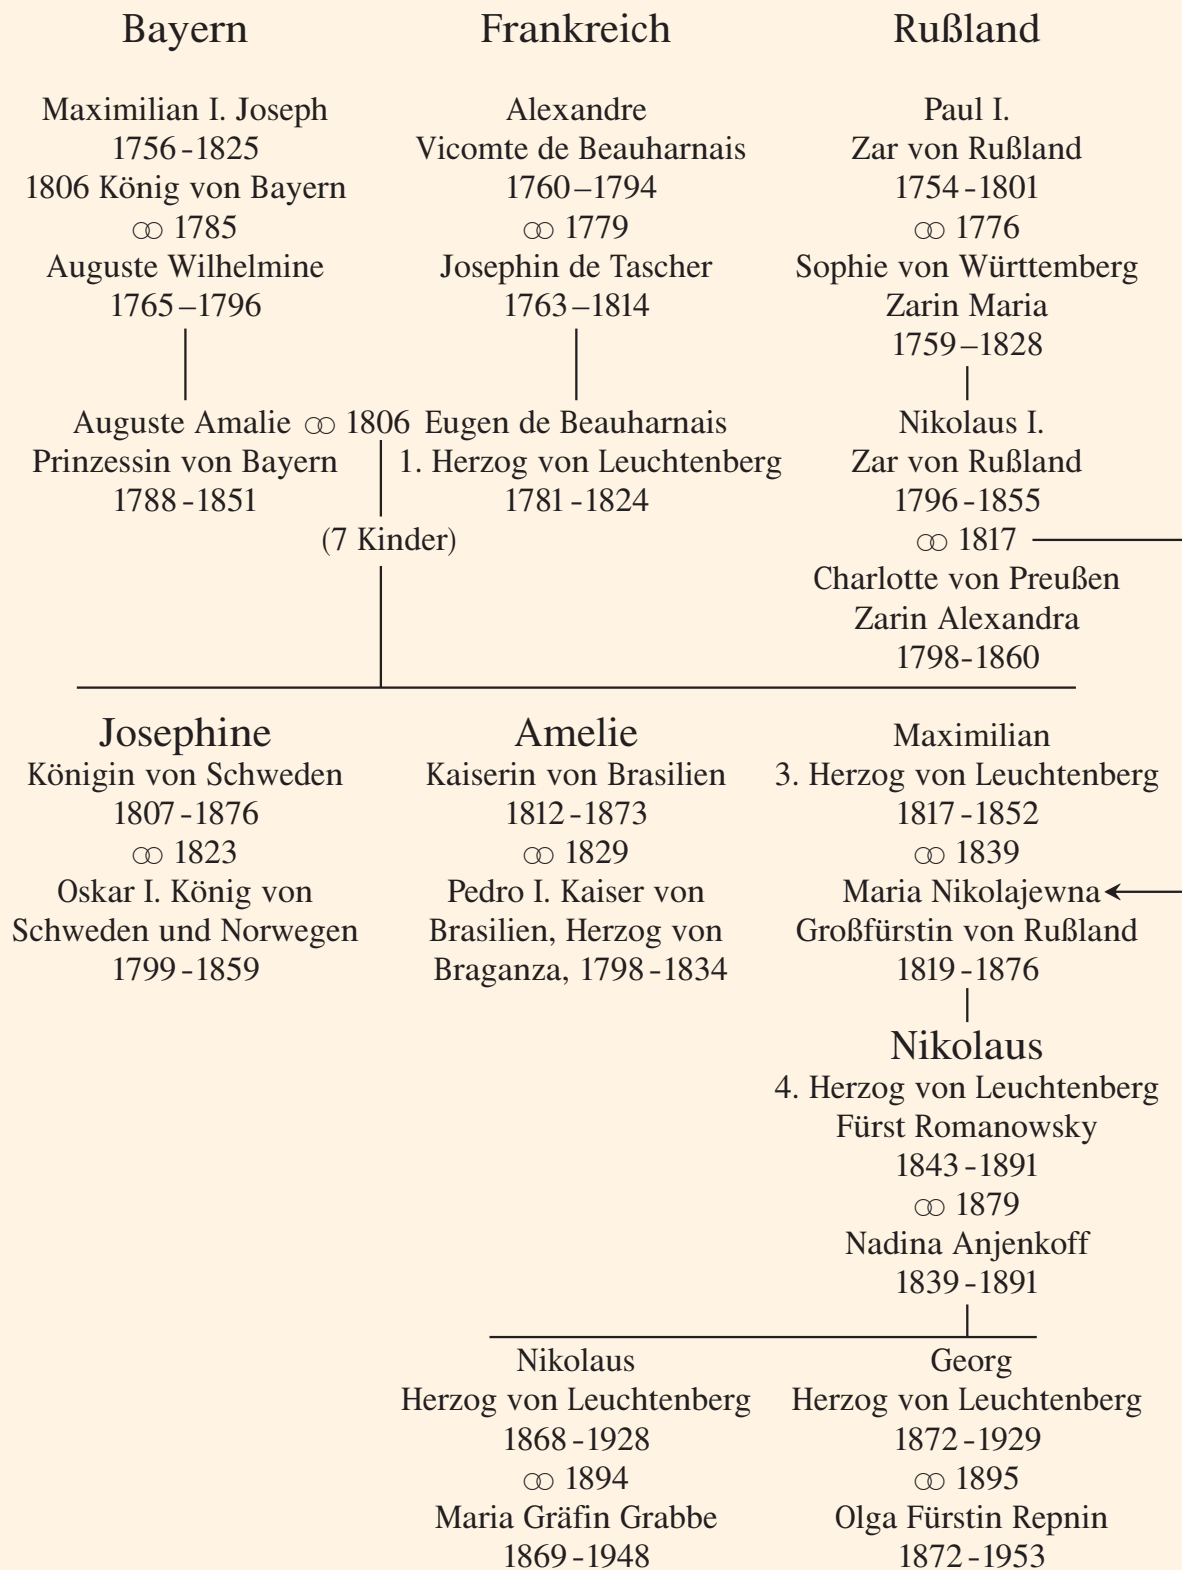 Bayern
Maximilian I. Joseph
1756-1825
1806 König von Bayern
⚭ 1785
Auguste Wilhelmine
1765–1796
Frankreich
Alexandre
Vicomte de Beauharnais
1760–1794
⚭ 1779
Josephin de Tascher
1763–1814
Rußland
Paul I.
Zar von Rußland
1754-1801
⚭ 1776
Sophie von Württemberg
Zarin Maria
1759–1828
Auguste Amalie ⚭ 1806 Eugen de Beauharnais
Prinzessin von Bayern
1788-1851
1. Herzog von Leuchtenberg
1781-1824
(7 Kinder)
Nikolaus I.
Zar von Rußland
1796-1855
⚭ 1817
Charlotte von Preußen
Zarin Alexandra
1798-1860
Josephine
Königin von Schweden
1807-1876
⚭ 1823
Oskar I. König von
Schweden und Norwegen
1799-1859
Amelie
Kaiserin von Brasilien
1812-1873
⚭ 1829
Pedro I. Kaiser von
Brasilien, Herzog von
Braganza, 1798-1834
Maximilian
3. Herzog von Leuchtenberg
1817-1852
⚭ 1839
Maria Nikolajewna
Großfürstin von Rußland
1819-1876
Nikolaus
4. Herzog von Leuchtenberg
Fürst Romanowsky
1843-1891
⚭ 1879
Nadina Anjenkoff
1839-1891
Nikolaus
Herzog von Leuchtenberg
1868-1928
⚭ 1894
Maria Gräfin Grabbe
1869-1948
Georg
Herzog von Leuchtenberg
1872-1929
⚭ 1895
Olga Fürstin Repnin
1872-1953